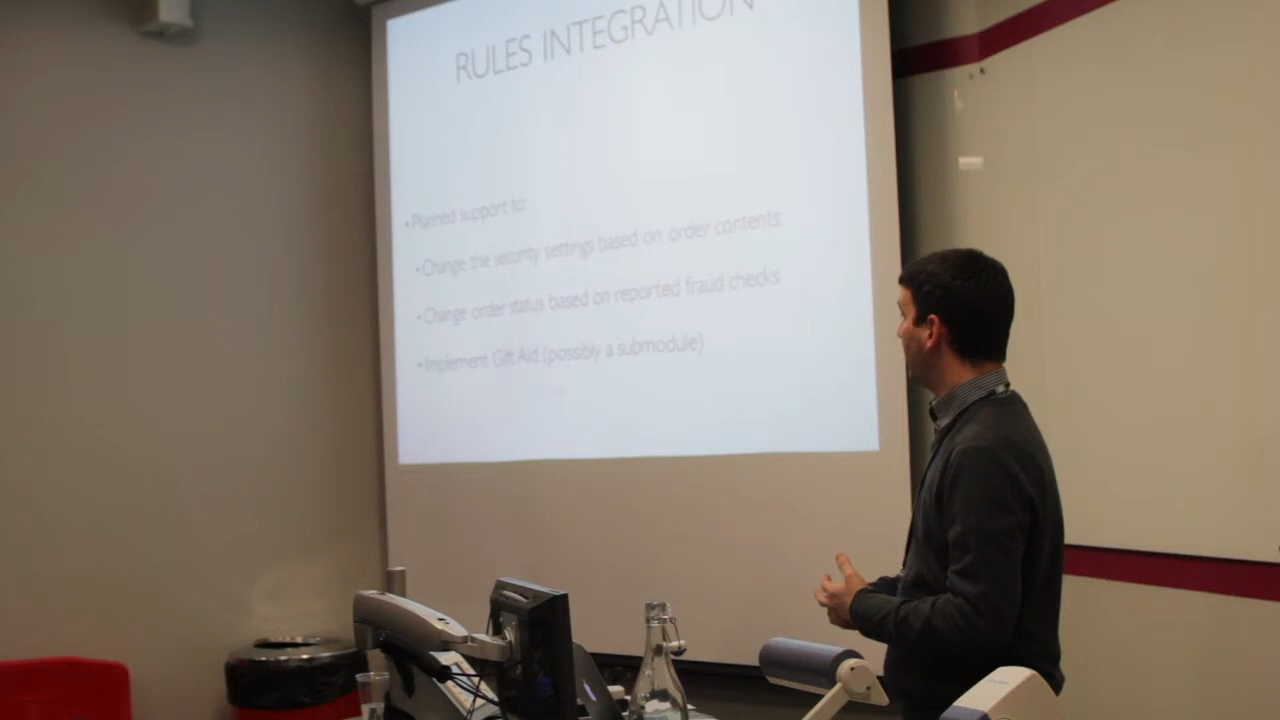 RULES INTEGRATION
• Planned support to:
• Change the security settings based on order contents
• Change order status based on reported fraud checks
• Implement Gift Aid (possibly a submodule)